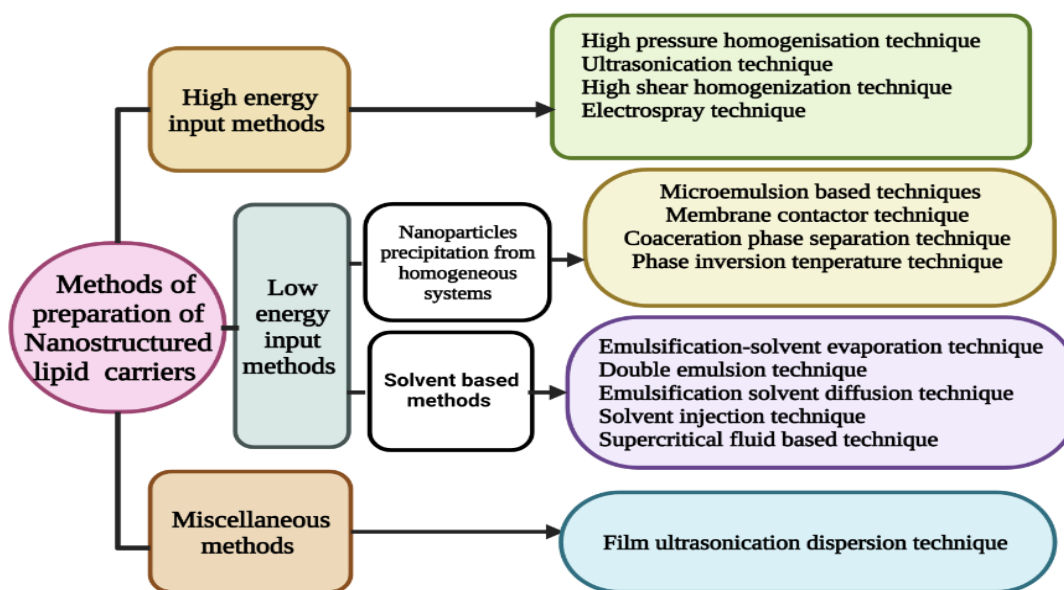 Methods of
preparation of
Nanostructured
lipid carriers
High energy
input methods
High pressure homogenisation technique
Ultrasonication technique
High shear homogenization technique
Electrospray technique
Low
energy
input
methods
Nanoparticles
precipitation from
homogeneous
systems
Microemulsion based techniques
Membrane contactor technique
Coaceration phase separation technique
Phase inversion tenperature technique
Solvent based
methods
Emulsification-solvent evaporation technique
Double emulsion technique
Emulsification solvent diffusion technique
Solvent injection technique
Supercritical fluid based technique
Miscellaneous
methods
Film ultrasonication dispersion technique